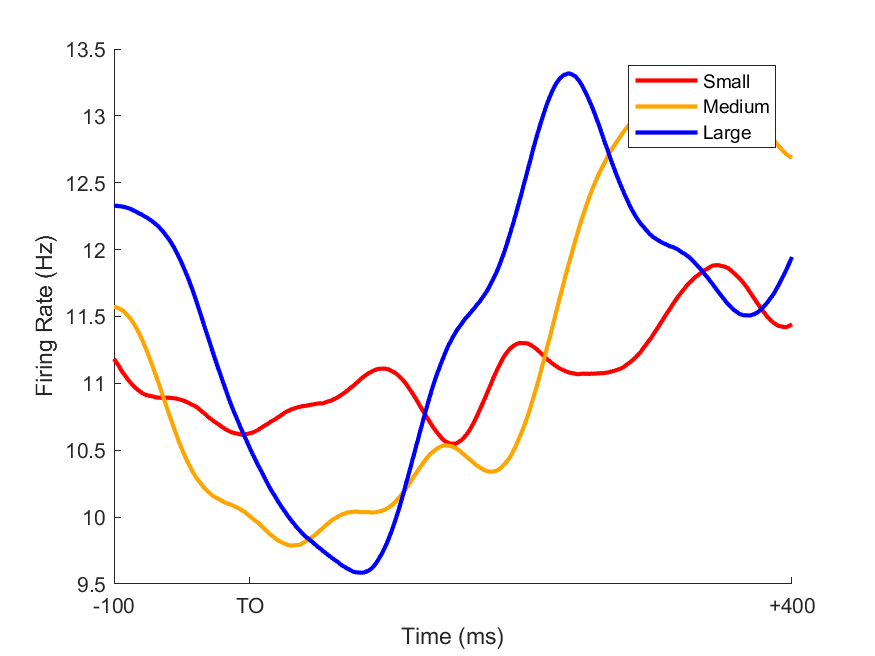 13.5
13
12.5
12
11.5
11
10.5
10
9.5
Firing Rate (Hz)
Small
Medium
Large
-100
TO
+400
Time (ms)